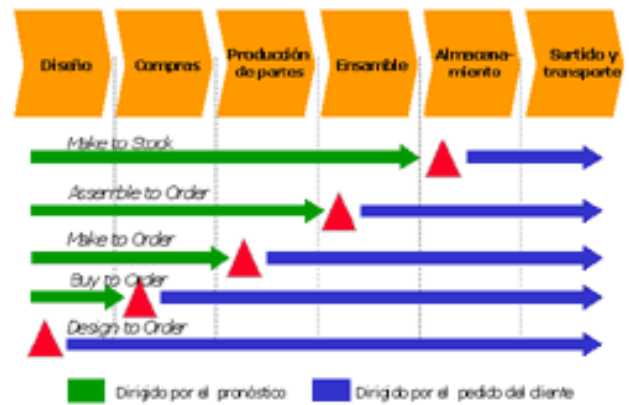 Diseño
Compras
Producción
de partes
Ensamble
Almacena-
miento
Surtido y
transporte
Make to Stock
Assemble to Order
Make to Order
Buy to Order
Design to Order
Dirigido por el pronóstico
Dirigido por el pedido del cliente